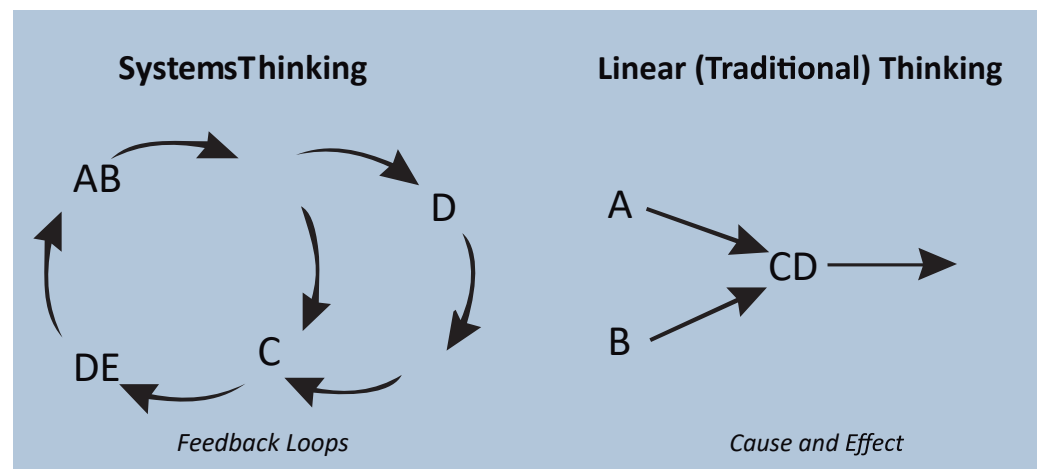 SystemsThinking
Linear (Traditional) Thinking
AB
D
C
DE
A
CD
B
Feedback Loops
Cause and Effect